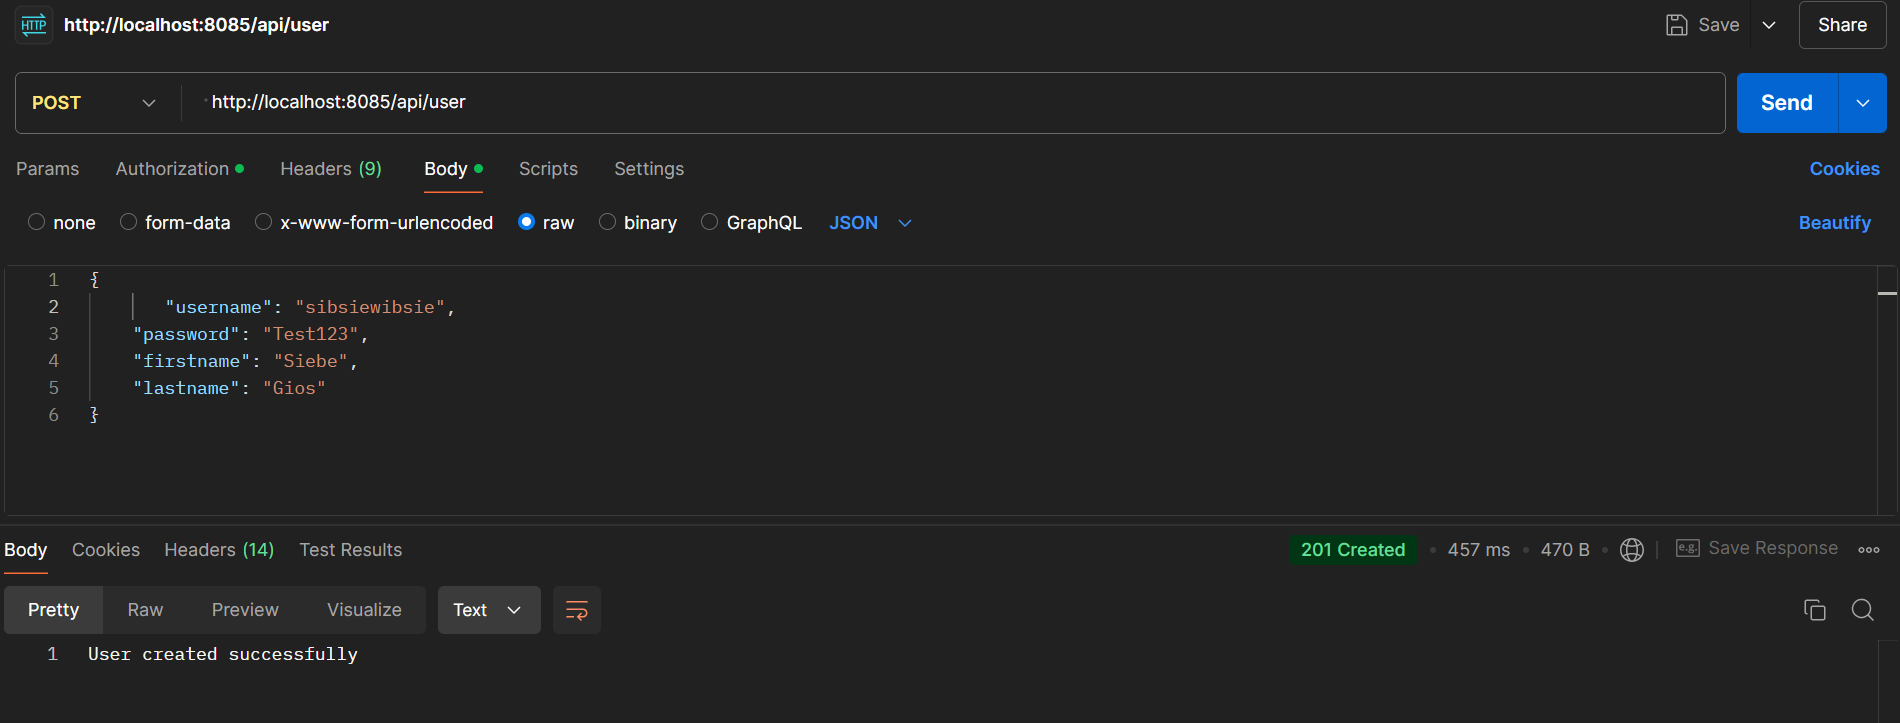 HTTP http://localhost:8085/api/user Save Share
POST http://localhost:8085/api/user Send
Params Authorization Headers (9) Body Scripts Settings Cookies
none form-data x-www-form-urlencoded raw binary GraphQL JSON Beautify
1 {
2 "username": "sibsiewibsie",
3 "password": "Test123",
4 "firstname": "Siebe",
5 "lastname": "Gios"
6 }
Body Cookies Headers (14) Test Results 201 Created • 457 ms • 470 B • e.g. Save Response
Pretty Raw Preview Visualize Text
1 User created successfully